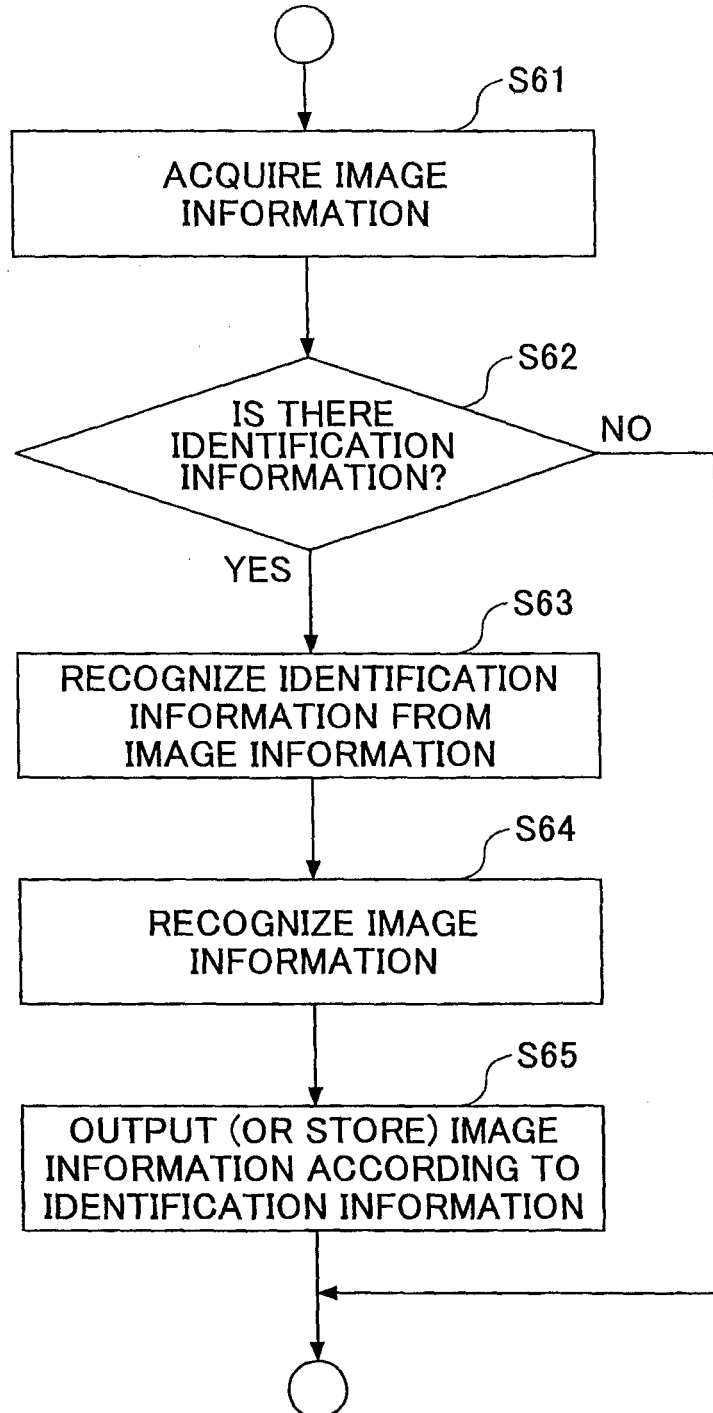 S61
ACQUIRE IMAGE
INFORMATION
S62
IS THERE
IDENTIFICATION
INFORMATION?
NO
YES
S63
RECOGNIZE IDENTIFICATION
INFORMATION FROM
IMAGE INFORMATION
S64
RECOGNIZE IMAGE
INFORMATION
S65
OUTPUT (OR STORE) IMAGE
INFORMATION ACCORDING TO
IDENTIFICATION INFORMATION